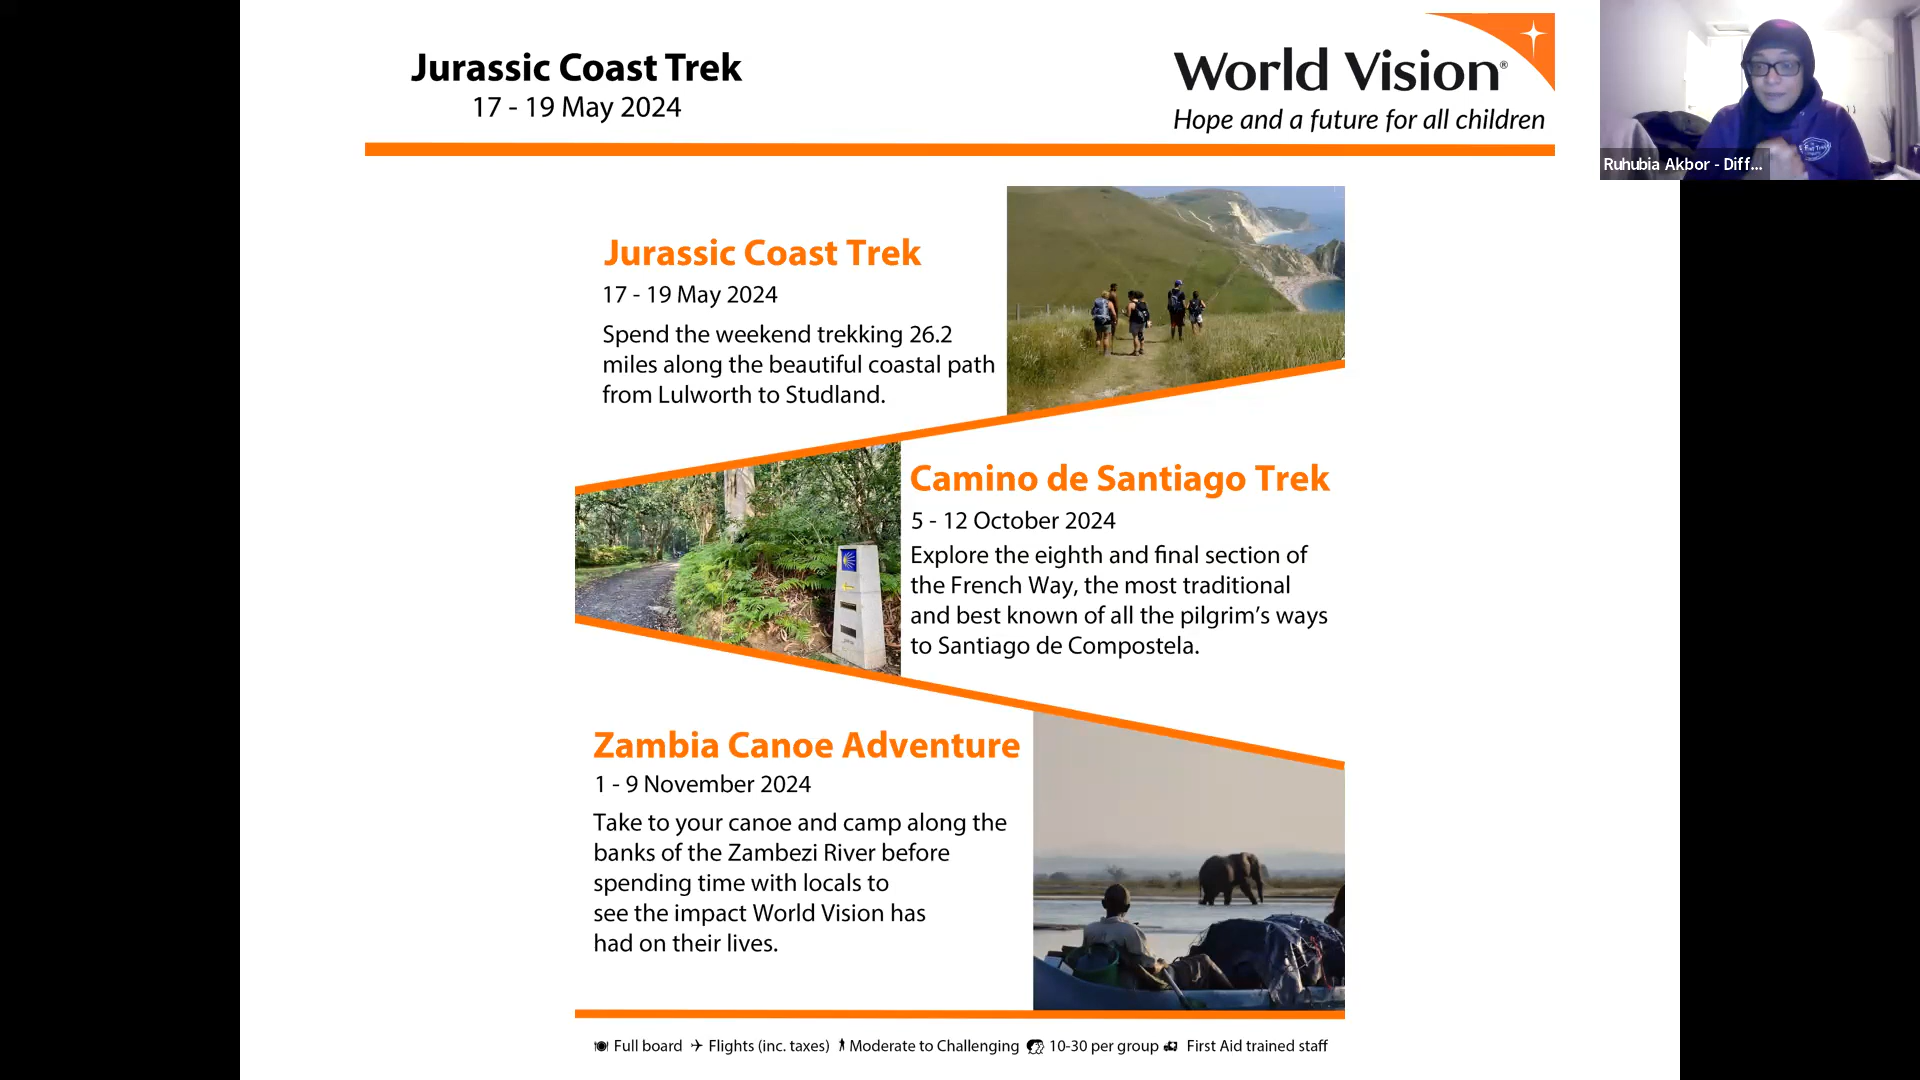 Jurassic Coast Trek
17 - 19 May 2024
World Vision®
Hope and a future for all children
Ruhubia Akbor - Diff...
Jurassic Coast Trek
17 - 19 May 2024
Spend the weekend trekking 26.2
miles along the beautiful coastal path
from Lulworth to Studland.
Camino de Santiago Trek
5 - 12 October 2024
Explore the eighth and final section of
the French Way, the most traditional
and best known of all the pilgrim's ways
to Santiago de Compostela.
Zambia Canoe Adventure
1 - 9 November 2024
Take to your canoe and camp along the
banks of the Zambezi River before
spending time with locals to
see the impact World Vision has
had on their lives.
Full board Flights (inc. taxes) Moderate to Challenging 10-30 per group First Aid trained staff